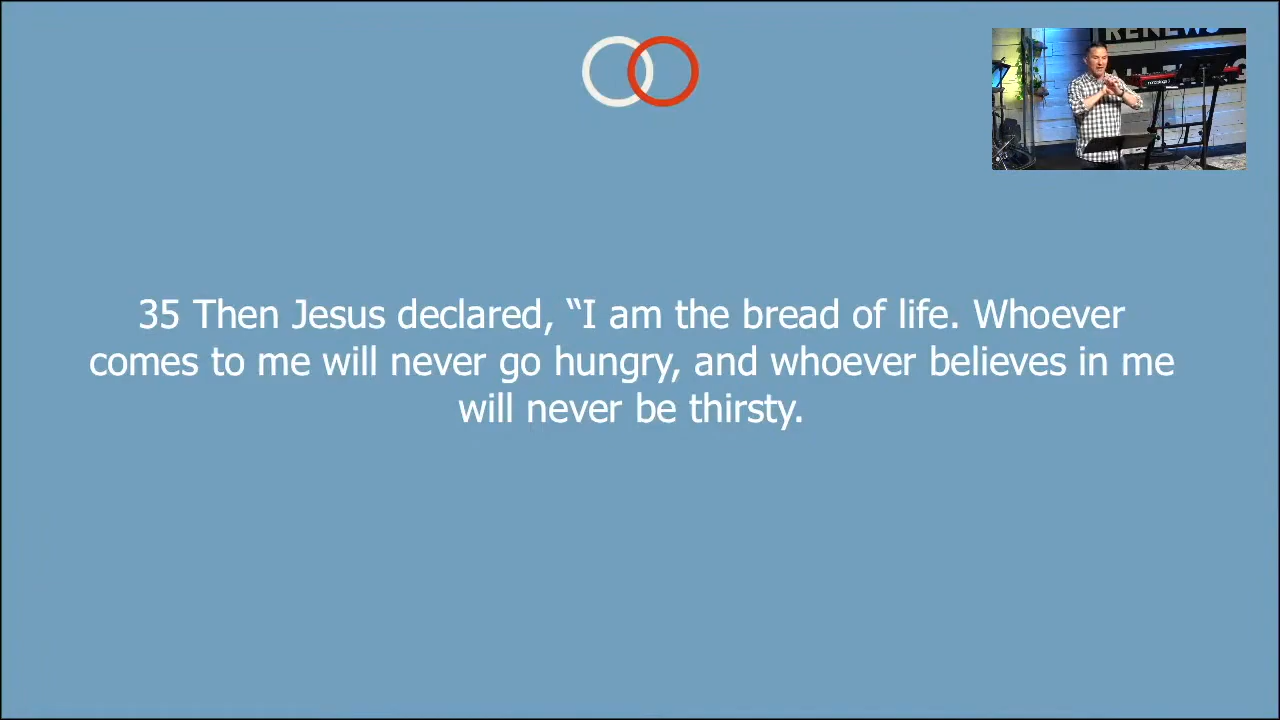 RENEWS
35 Then Jesus declared, “I am the bread of life. Whoever
comes to me will never go hungry, and whoever believes in me
will never be thirsty.